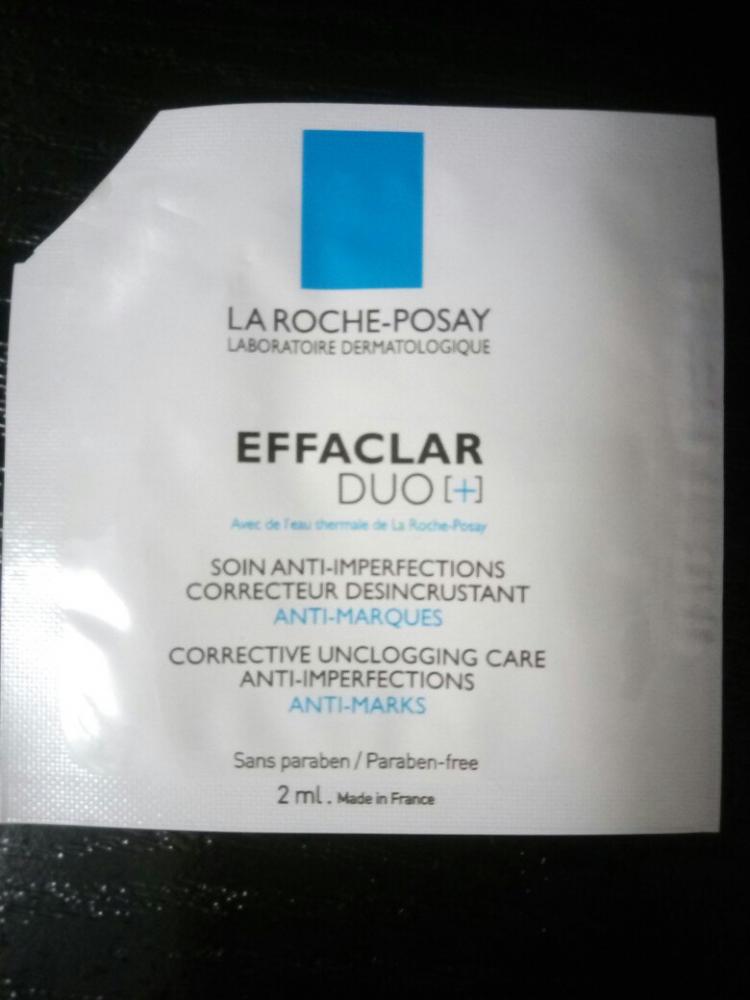 LA ROCHE-POSAY
LABORATOIRE DERMATOLOGIQUE
EFFACLAR
DUO [+]
Avec de l'eau thermale de La Roche-Posay
SOIN ANTI-IMPERFECTIONS
CORRECTEUR DESINCRUSTANT
ANTI-MARQUES
CORRECTIVE UNCLOGGING CARE
ANTI-IMPERFECTIONS
ANTI-MARKS
Sans paraben / Paraben-free
2 ml . Made in France